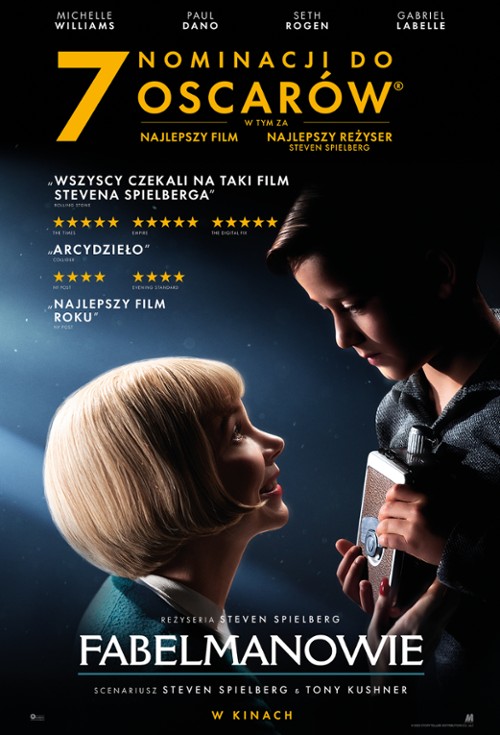 MICHELLE WILLIAMS
PAUL DANO
SETH ROGEN
GABRIEL LABELLE
7 NOMINACJI DO
OSCARÓW®
W TYM ZA
NAJLEPSZY FILM
NAJLEPSZY REŻYSER
STEVEN SPIELBERG
„WSZYSCY CZEKALI NA TAKI FILM
STEVENA SPIELBERGA”
ROLLING STONE
★★★★★ ★★★★★ ★★★★★
THE TIMES EMPIRE THE DIGITAL FIX
„ARCYDZIEŁO”
COLLIDER
★★★★ ★★★★
NY POST EVENING STANDARD
„NAJLEPSZY FILM
ROKU”
NY POST
REŻYSERIA STEVEN SPIELBERG
FABELMANOWIE
SCENARIUSZ STEVEN SPIELBERG & TONY KUSHNER
W KINACH